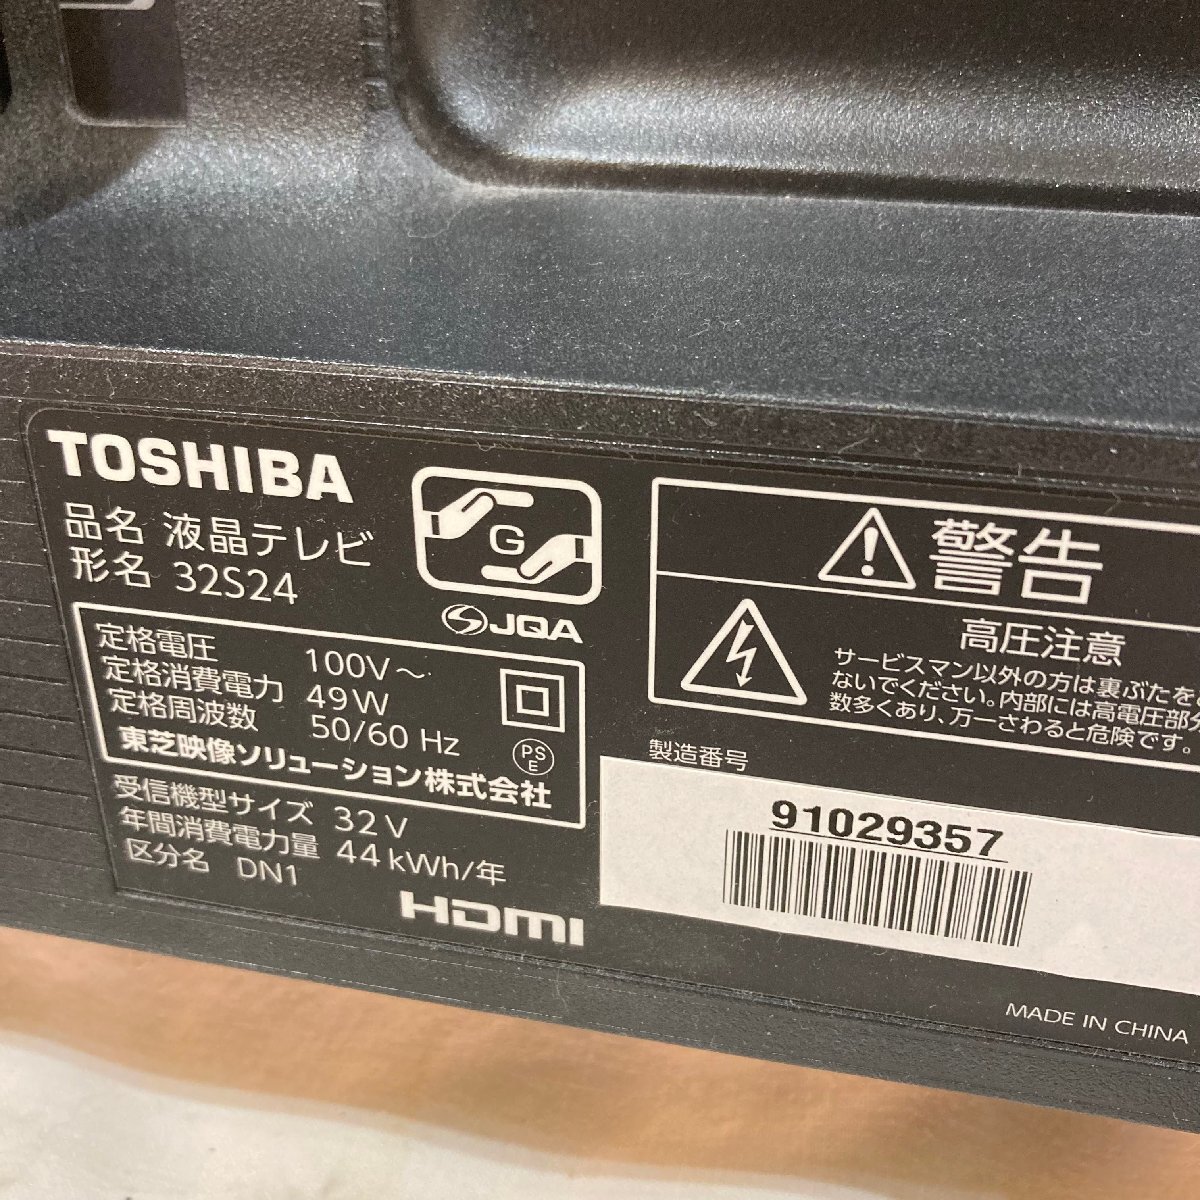 TOSHIBA
品名 液晶テレビ
形名 32S24
G
JQA
定格電圧 100V～
定格消費電力 49W
定格周波数 50/60 Hz
PS
E
東芝映像ソリューション株式会社
受信機型サイズ 32V
年間消費電力量 44kWh/年
区分名 DN1
HDMI
警告
高圧注意
サービスマン以外の方は裏ぶたを
ないでください。内部には高電圧部分
数多くあり、万一さわると危険です。
製造番号
91029357
MADE IN CHINA